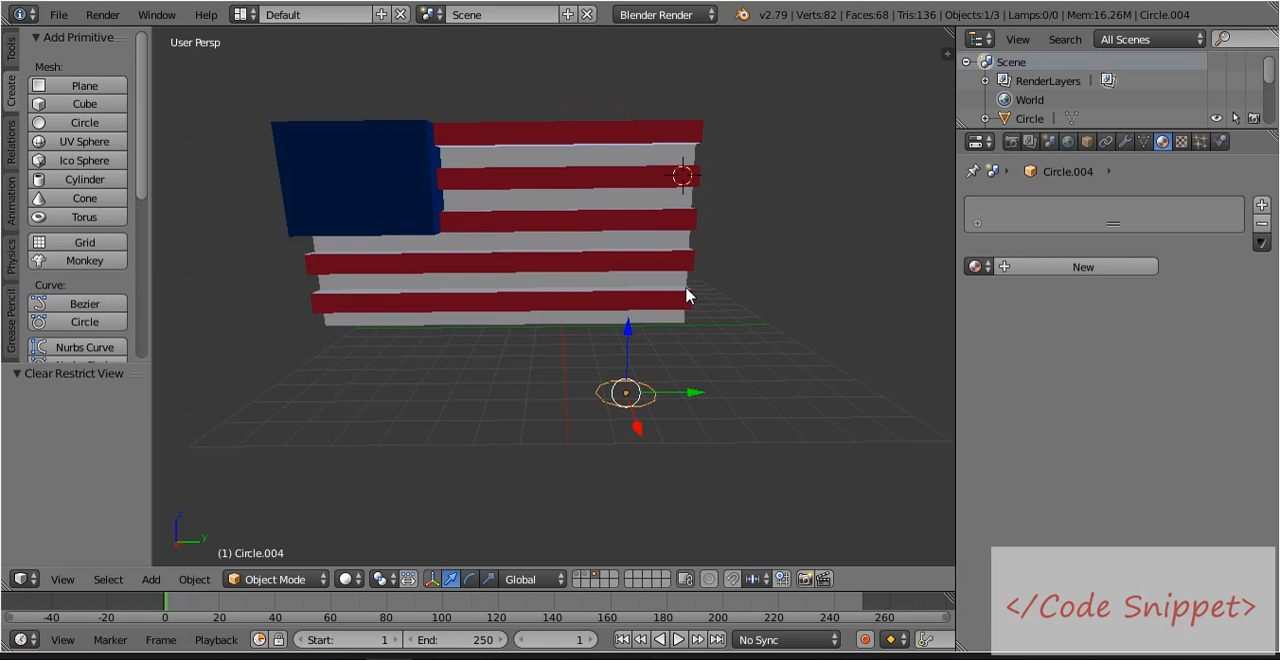 File Render Window Help Default Scene Blender Render v2.79 | Verts:82 | Faces:68 | Tris:136 | Objects:1/3 | Lamps:0/0 | Mem:16.26M | Circle.004
Tools
Create
Relations
Animation
Physics
Grease Pencil
Add Primitive
Mesh:
Plane
Cube
Circle
UV Sphere
Ico Sphere
Cylinder
Cone
Torus
Grid
Monkey
Curve:
Bezier
Circle
Nurbs Curve
Clear Restrict View
User Persp
z
y
(1) Circle.004
View Select Add Object Object Mode Global
-40 -20 0 20 40 60 80 100 120 140 160 180 200 220 240 260
View Marker Frame Playback Start: 1 End: 250 1 No Sync
View Search All Scenes
Scene
RenderLayers |
World
Circle |
Circle.004
New
</Code Snippet>